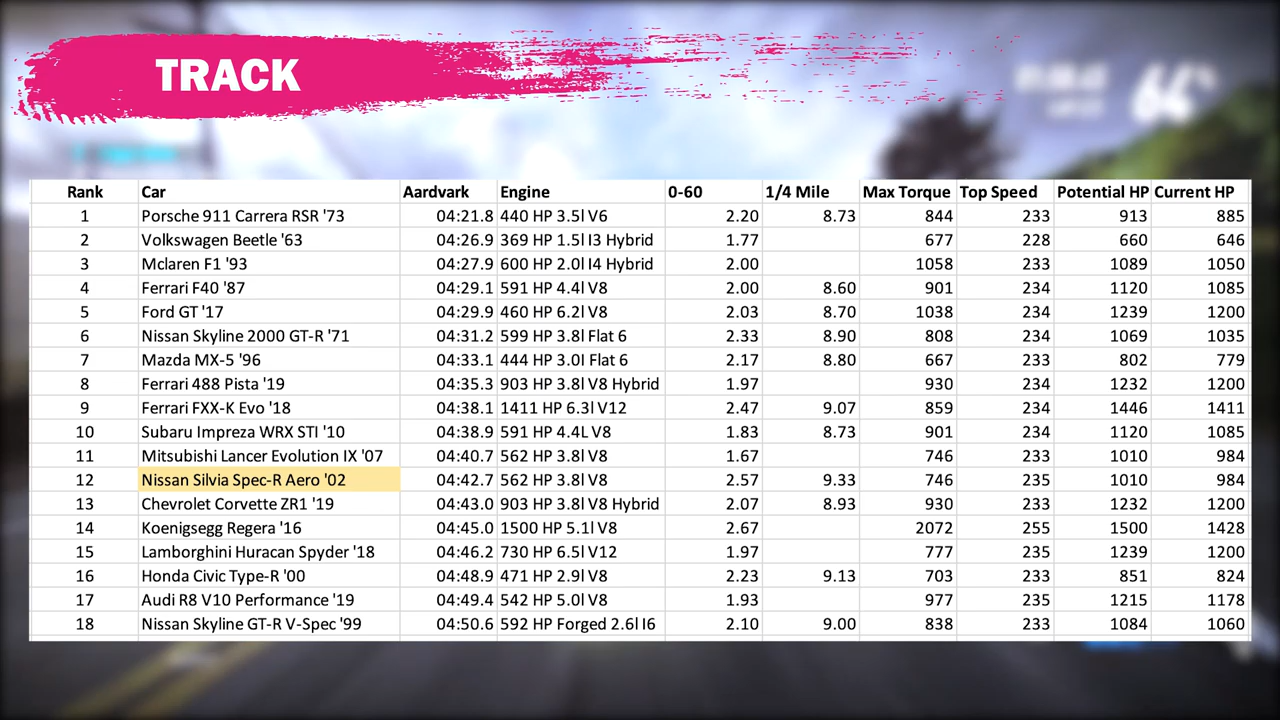 TRACK
Rank Car Aardvark Engine 0-60 1/4 Mile Max Torque Top Speed Potential HP Current HP
1 Porsche 911 Carrera RSR '73 04:21.8 440 HP 3.5l V6 2.20 8.73 844 233 913 885
2 Volkswagen Beetle '63 04:26.9 369 HP 1.5l I3 Hybrid 1.77 677 228 660 646
3 Mclaren F1 '93 04:27.9 600 HP 2.0l I4 Hybrid 2.00 1058 233 1089 1050
4 Ferrari F40 '87 04:29.1 591 HP 4.4l V8 2.00 8.60 901 234 1120 1085
5 Ford GT '17 04:29.9 460 HP 6.2l V8 2.03 8.70 1038 234 1239 1200
6 Nissan Skyline 2000 GT-R '71 04:31.2 599 HP 3.8l Flat 6 2.33 8.90 808 234 1069 1035
7 Mazda MX-5 '96 04:33.1 444 HP 3.0l Flat 6 2.17 8.80 667 233 802 779
8 Ferrari 488 Pista '19 04:35.3 903 HP 3.8l V8 Hybrid 1.97 930 234 1232 1200
9 Ferrari FXX-K Evo '18 04:38.1 1411 HP 6.3l V12 2.47 9.07 859 234 1446 1411
10 Subaru Impreza WRX STI '10 04:38.9 591 HP 4.4L V8 1.83 8.73 901 234 1120 1085
11 Mitsubishi Lancer Evolution IX '07 04:40.7 562 HP 3.8l V8 1.67 746 233 1010 984
12 Nissan Silvia Spec-R Aero '02 04:42.7 562 HP 3.8l V8 2.57 9.33 746 235 1010 984
13 Chevrolet Corvette ZR1 '19 04:43.0 903 HP 3.8l V8 Hybrid 2.07 8.93 930 233 1232 1200
14 Koenigsegg Regera '16 04:45.0 1500 HP 5.1l V8 2.67 2072 255 1500 1428
15 Lamborghini Huracan Spyder '18 04:46.2 730 HP 6.5l V12 1.97 777 235 1239 1200
16 Honda Civic Type-R '00 04:48.9 471 HP 2.9l V8 2.23 9.13 703 233 851 824
17 Audi R8 V10 Performance '19 04:49.4 542 HP 5.0l V8 1.93 977 235 1215 1178
18 Nissan Skyline GT-R V-Spec '99 04:50.6 592 HP Forged 2.6l I6 2.10 9.00 838 233 1084 1060